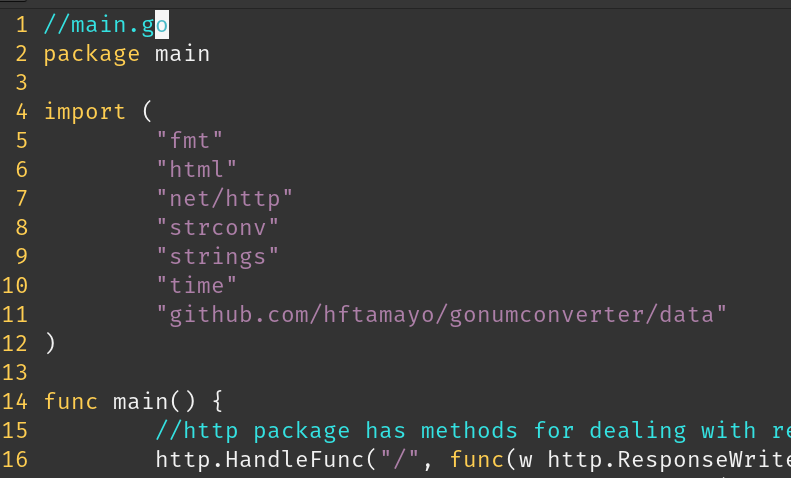 1 //main.go
2 package main
3
4 import (
5 "fmt"
6 "html"
7 "net/http"
8 "strconv"
9 "strings"
10 "time"
11 "github.com/hftamayo/gonumconverter/data"
12 )
13
14 func main() {
15 //http package has methods for dealing with re
16 http.HandleFunc("/", func(w http.ResponseWrite